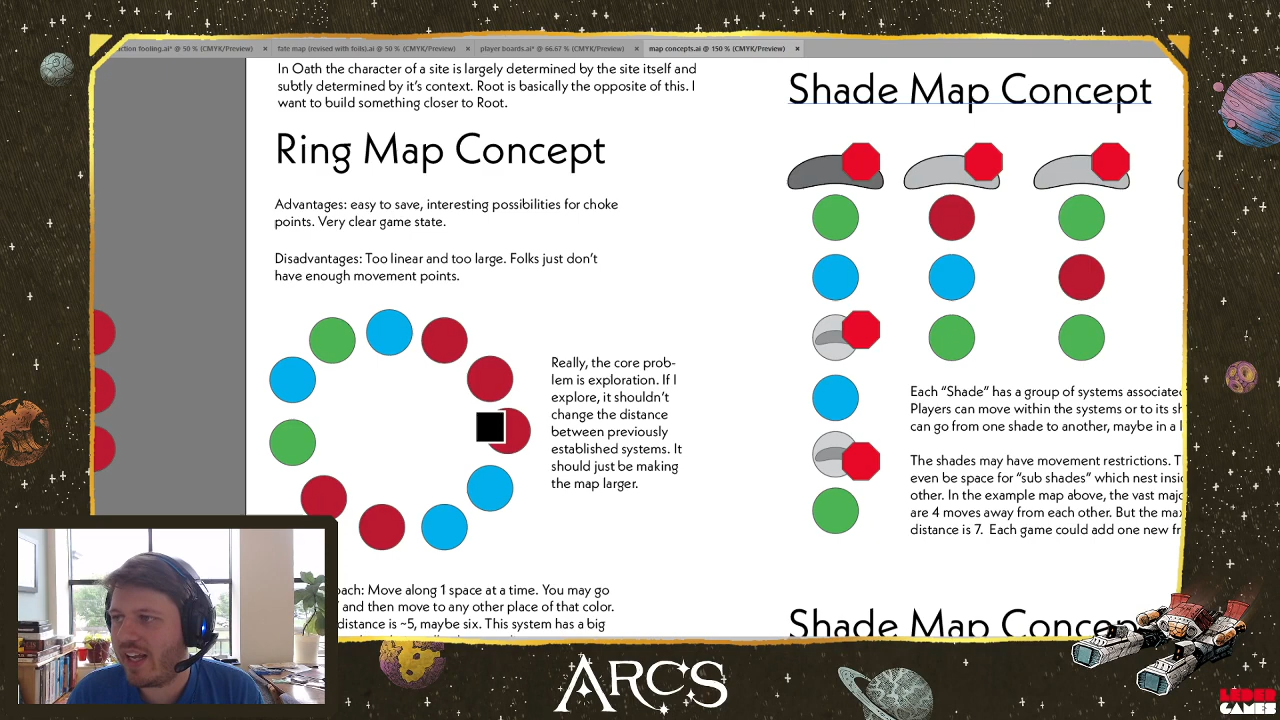 ction fooling.ai* @ 50 % (CMYK/Preview) × fate map (revised with foils).ai @ 50 % (CMYK/Preview) × player boards.ai* @ 66.67 % (CMYK/Preview) × map concepts.ai @ 150 % (CMYK/Preview) ×
In Oath the character of a site is largely determined by the site itself and
subtly determined by it's context. Root is basically the opposite of this. I
want to build something closer to Root.
Ring Map Concept
Advantages: easy to save, interesting possibilities for choke
points. Very clear game state.
Disadvantages: Too linear and too large. Folks just don't
have enough movement points.
Really, the core prob-
lem is exploration. If I
explore, it shouldn't
change the distance
between previously
established systems. It
should just be making
the map larger.
oach: Move along 1 space at a time. You may go
and then move to any other place of that color.
distance is ~5, maybe six. This system has a big
Shade Map Concept
Each "Shade" has a group of systems associated
Players can move within the systems or to its sh
can go from one shade to another, maybe in a l
The shades may have movement restrictions. T
even be space for "sub shades" which nest insid
other. In the example map above, the vast majo
are 4 moves away from each other. But the max
distance is 7. Each game could add one new fr
Shade Map Concep
ARCS
LEDER
GAMES